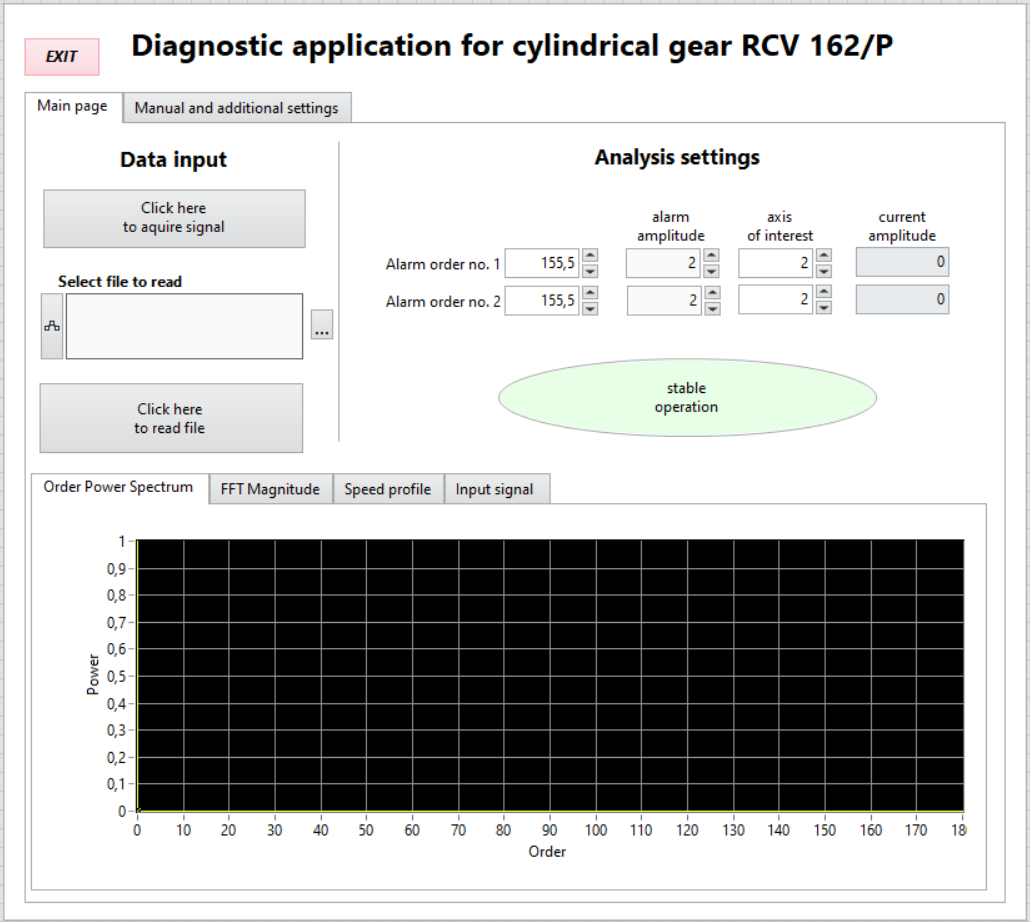 EXIT
Diagnostic application for cylindrical gear RCV 162/P
Main page
Manual and additional settings
Data input
Click here
to aquire signal
Select file to read
...
Click here
to read file
Analysis settings
alarm
amplitude
axis
of interest
current
amplitude
Alarm order no. 1 155,5 2 2 0
Alarm order no. 2 155,5 2 2 0
stable
operation
Order Power Spectrum
FFT Magnitude
Speed profile
Input signal
Power
1
0,9
0,8
0,7
0,6
0,5
0,4
0,3
0,2
0,1
0
0 10 20 30 40 50 60 70 80 90 100 110 120 130 140 150 160 170 18
Order